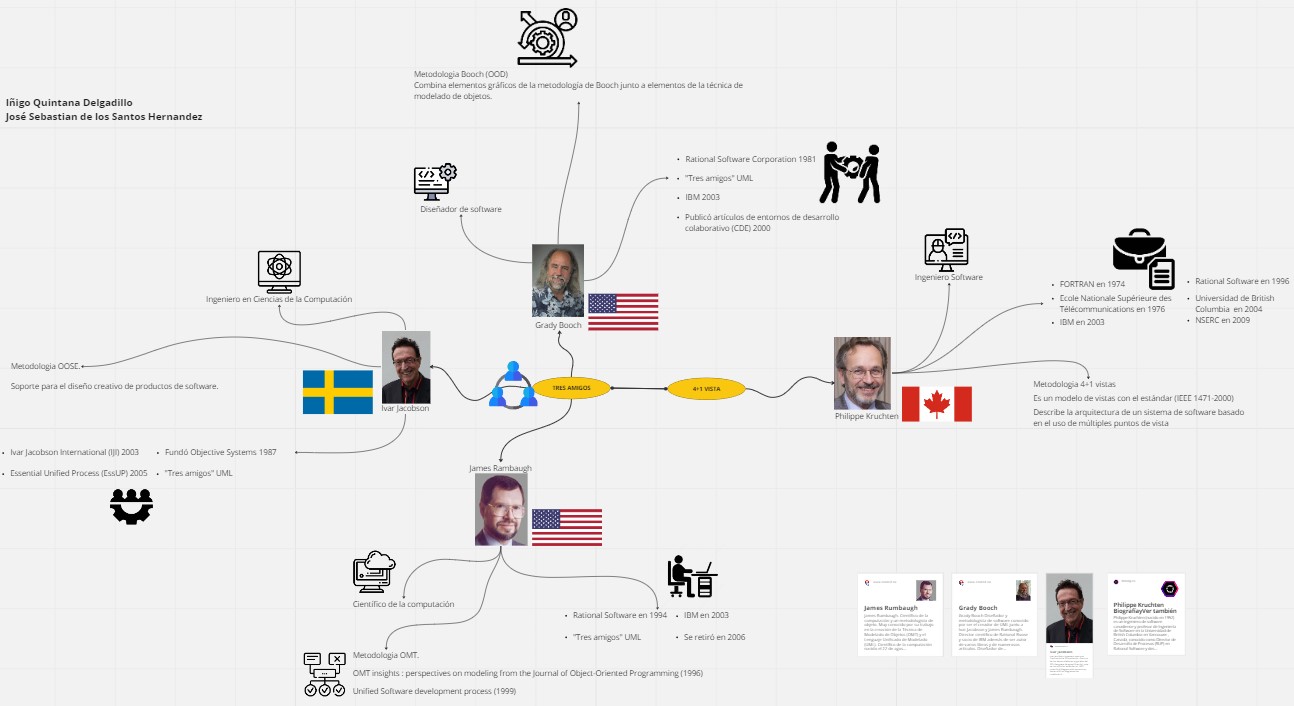 Metodologia Booch (OOD)
Combina elementos gráficos de la metodología de Booch junto a elementos de la técnica de
modelado de objetos.
Iñigo Quintana Delgadillo
José Sebastian de los Santos Hernandez
• Rational Software Corporation 1981
• "Tres amigos" UML
• IBM 2003
• Publicó artículos de entornos de desarrollo
colaborativo (CDE) 2000
Diseñador de software
Grady Booch
Ingeniero en Ciencias de la Computación
Metodologia OOSE.
Soporte para el diseño creativo de productos de software.
Ivar Jacobson
• Ivar Jacobson International (IJI) 2003
• Fundó Objective Systems 1987
• Essential Unified Process (EssUP) 2005
• "Tres amigos" UML
TRES AMIGOS
4+1 VISTA
Ingeniero Software
• FORTRAN en 1974
• Ecole Nationale Supérieure des
Télécommunications en 1976
• IBM en 2003
• Rational Software en 1996
• Universidad de British
Columbia en 2004
• NSERC en 2009
Philippe Kruchten
Metodologia 4+1 vistas
Es un modelo de vistas con el estándar (IEEE 1471-2000)
Describe la arquitectura de un sistema de software basado
en el uso de múltiples puntos de vista
James Rambaugh
Científico de la computación
• Rational Software en 1994
• IBM en 2003
• "Tres amigos" UML
• Se retiró en 2006
Metodologia OMT.
OMT insights : perspectives on modeling from the Journal of Object-Oriented Programming (1996)
Unified Software development process (1999)
James Rumbaugh
Grady Booch
Philippe Kruchten
BiografíayVer también